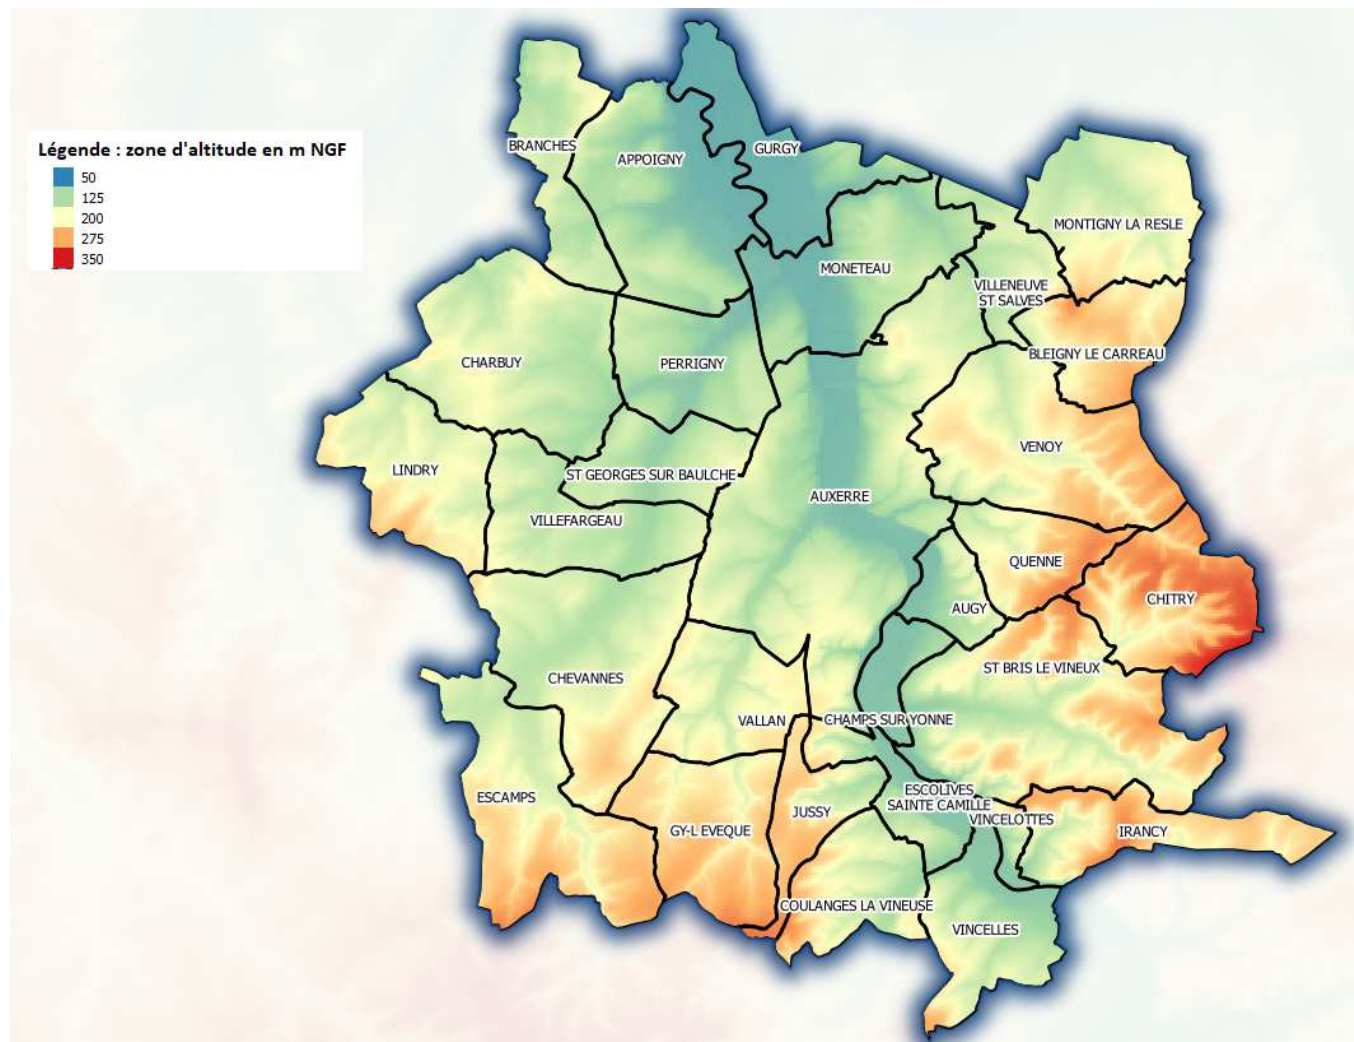 Légende : zone d'altitude en m NGF
50
125
200
275
350
BRANCHES
APPOIGNY
GURGY
MONTIGNY LA RESLE
MONETEAU
VILLENEUVE
ST SALVES
BLEIGNY LE CARREAU
CHARBUY
PERRIGNY
VENOY
LINDRY
ST GEORGES SUR BAULCHE
AUXERRE
VILLEFARGEAU
QUENNE
CHITRY
AUGY
ST BRIS LE VINEUX
CHEVANNES
VALLAN
CHAMPS SUR YONNE
ESCAMPS
ESCOLIVES
SAINTE CAMILLE
JUSSY
VINCELOTTES
GY-L EVEQUE
IRANCY
COULANGES LA VINEUSE
VINCELLES